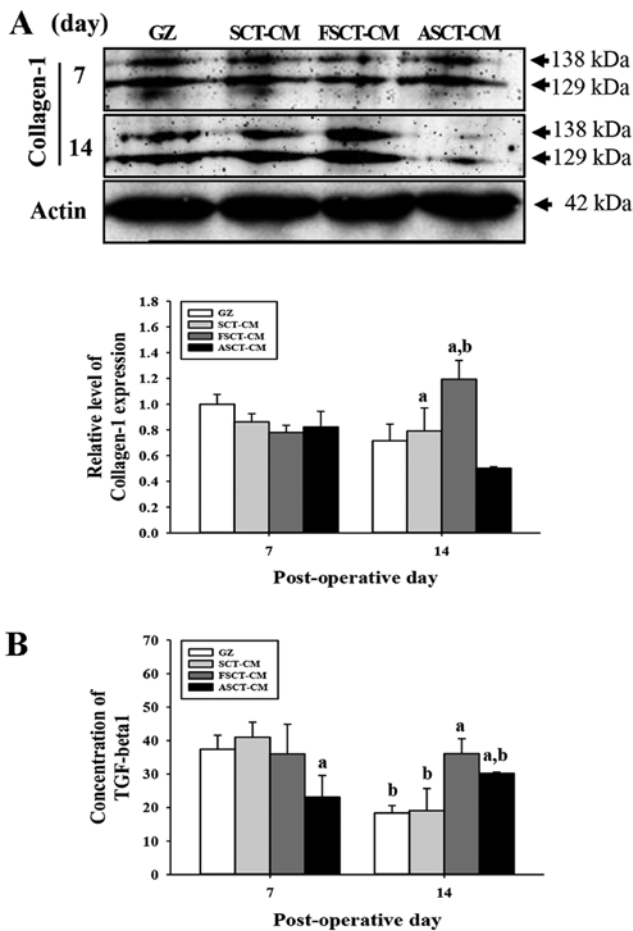 A (day) GZ SCT-CM FSCT-CM ASCT-CM
Collagen-1
7
138 kDa
129 kDa
14
138 kDa
129 kDa
Actin
42 kDa
Relative level of
Collagen-1 expression
1.8
1.6
1.4
1.2
1.0
0.8
0.6
0.4
0.2
0.0
GZ
SCT-CM
FSCT-CM
ASCT-CM
a
a,b
7 14
Post-operative day
B
Concentration of
TGF-beta1
70
60
50
40
30
20
10
0
GZ
SCT-CM
FSCT-CM
ASCT-CM
a
b
b
a
a,b
7 14
Post-operative day